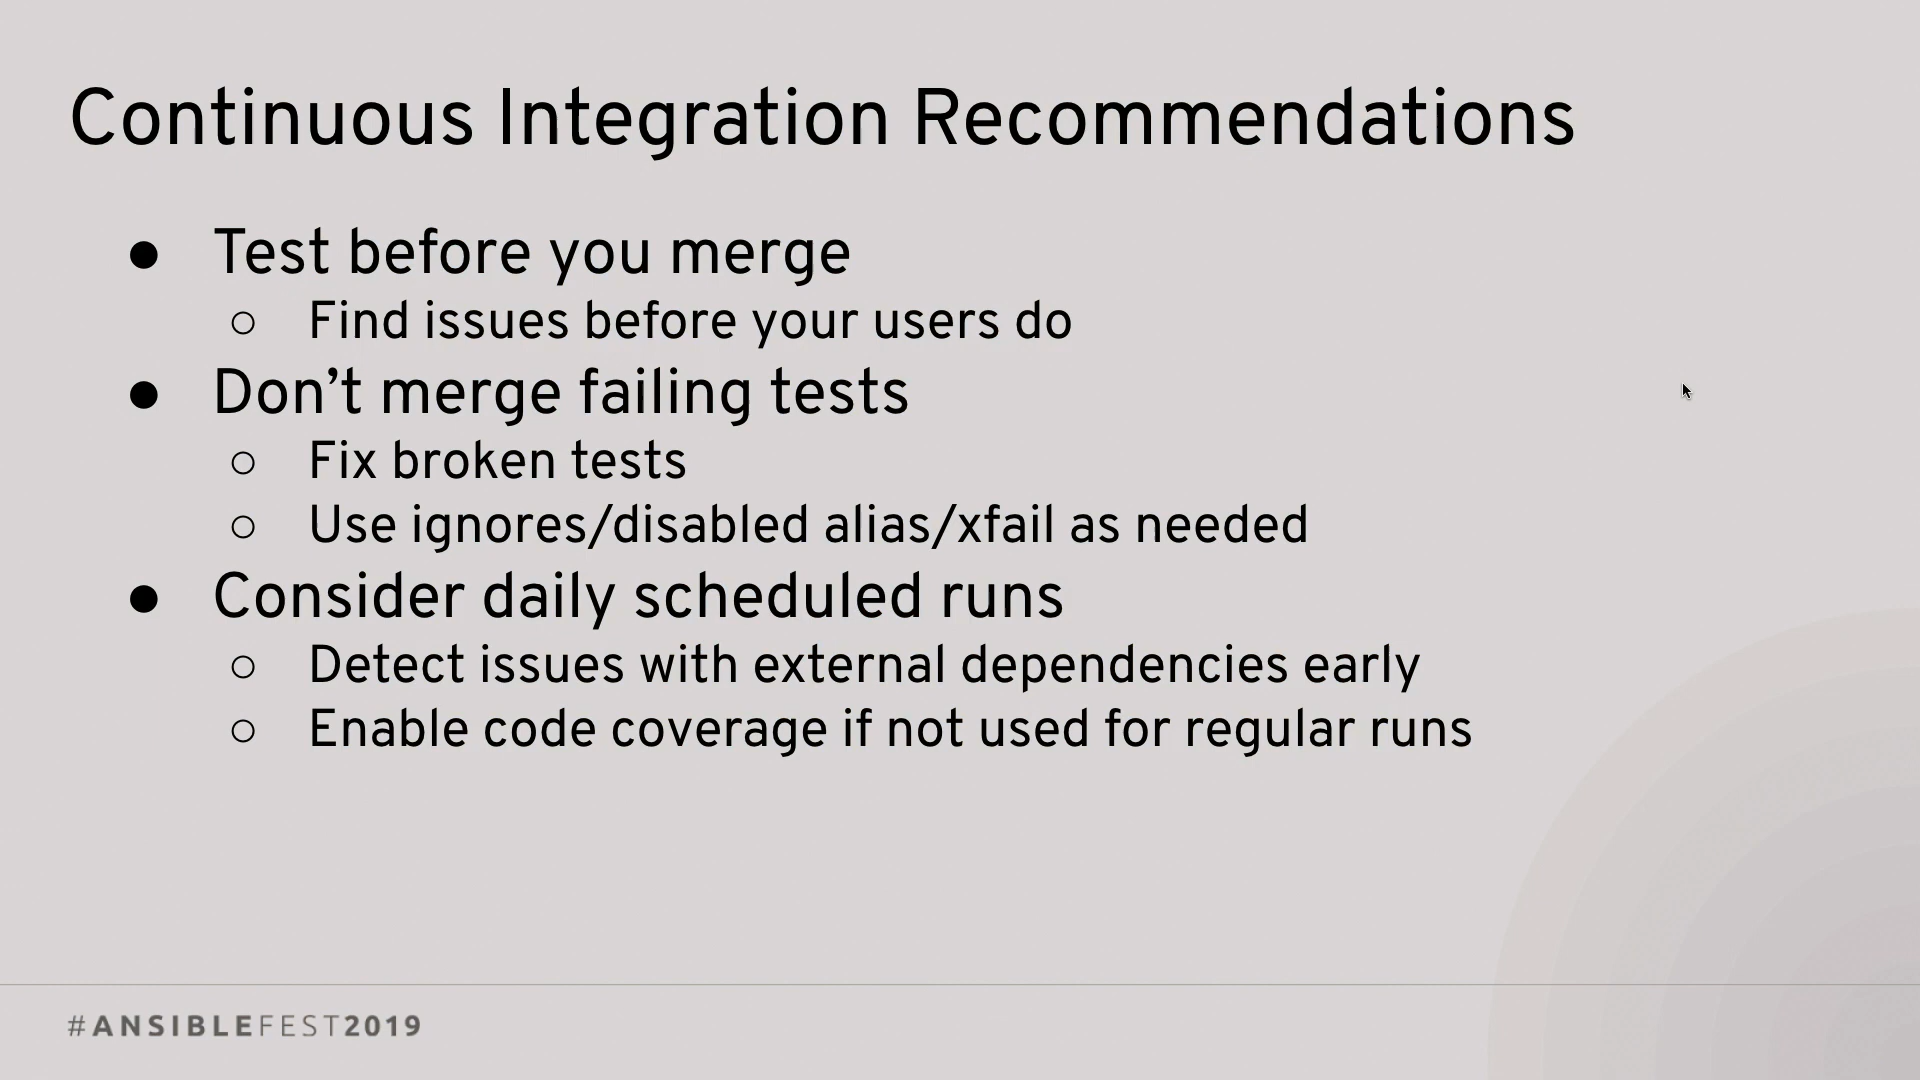 Continuous Integration Recommendations
● Test before you merge
○ Find issues before your users do
● Don’t merge failing tests
○ Fix broken tests
○ Use ignores/disabled alias/xfail as needed
● Consider daily scheduled runs
○ Detect issues with external dependencies early
○ Enable code coverage if not used for regular runs
#ANSIBLEFEST2019